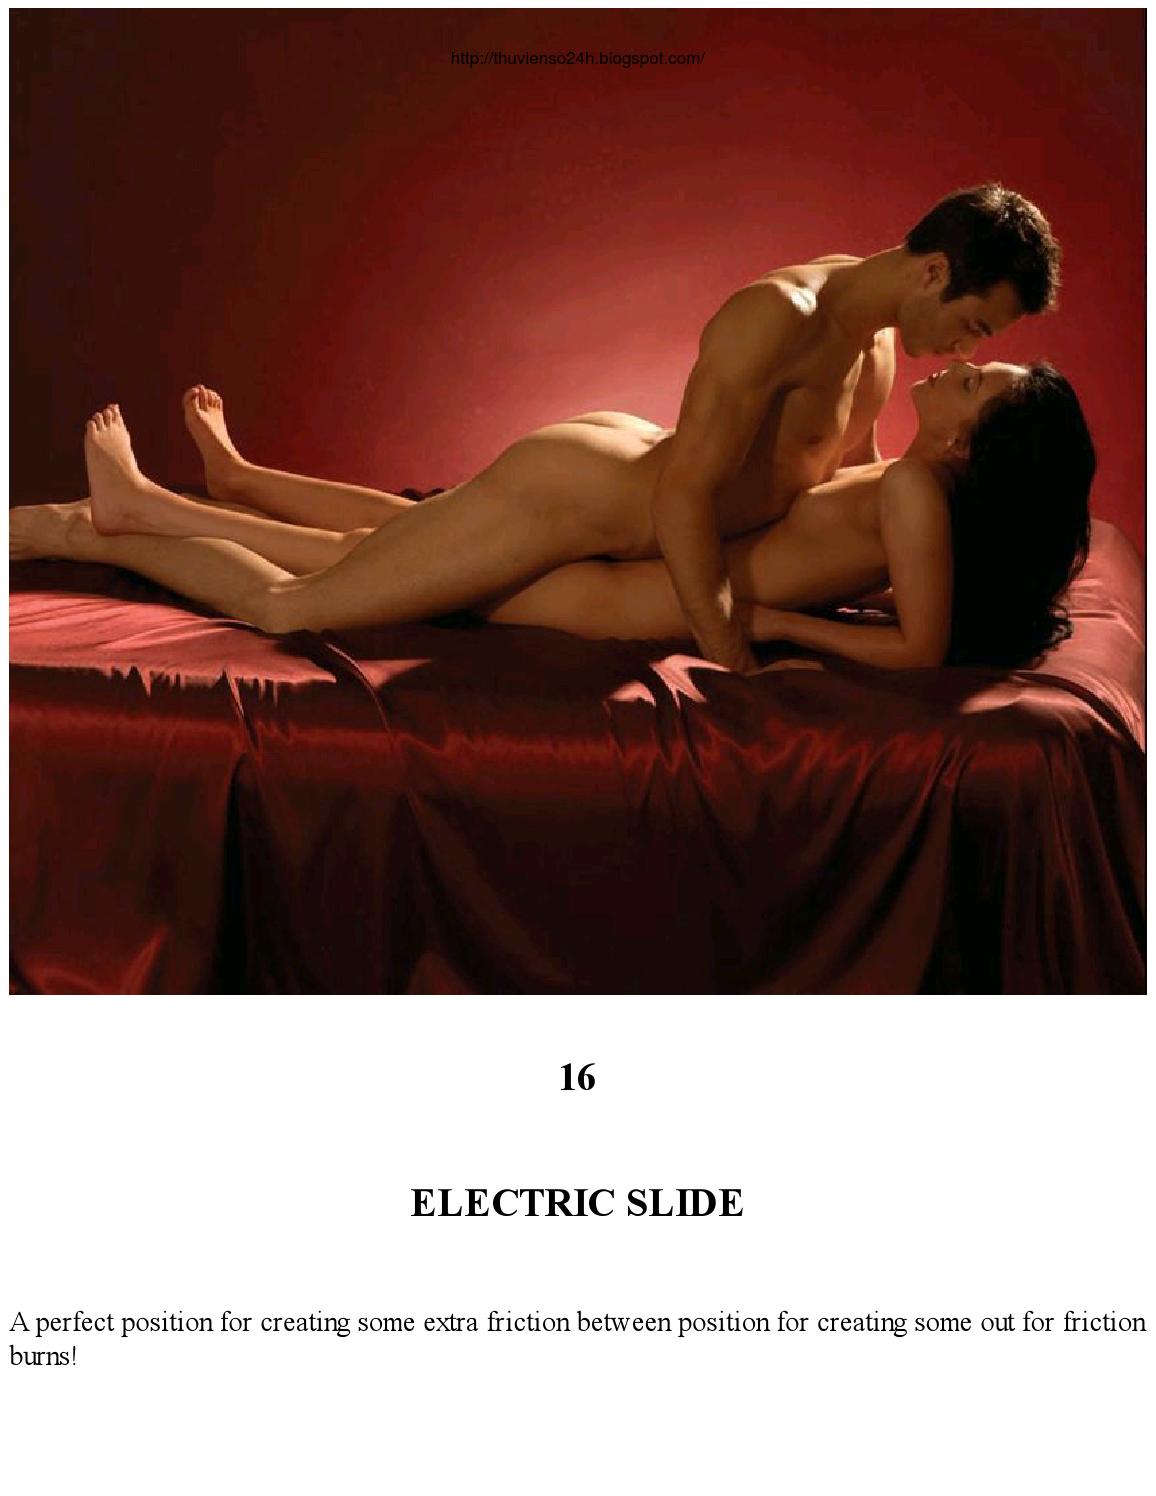 http://thuvienso24h.blogspot.com/
16
ELECTRIC SLIDE
A perfect position for creating some extra friction between position for creating some out for friction
burns!